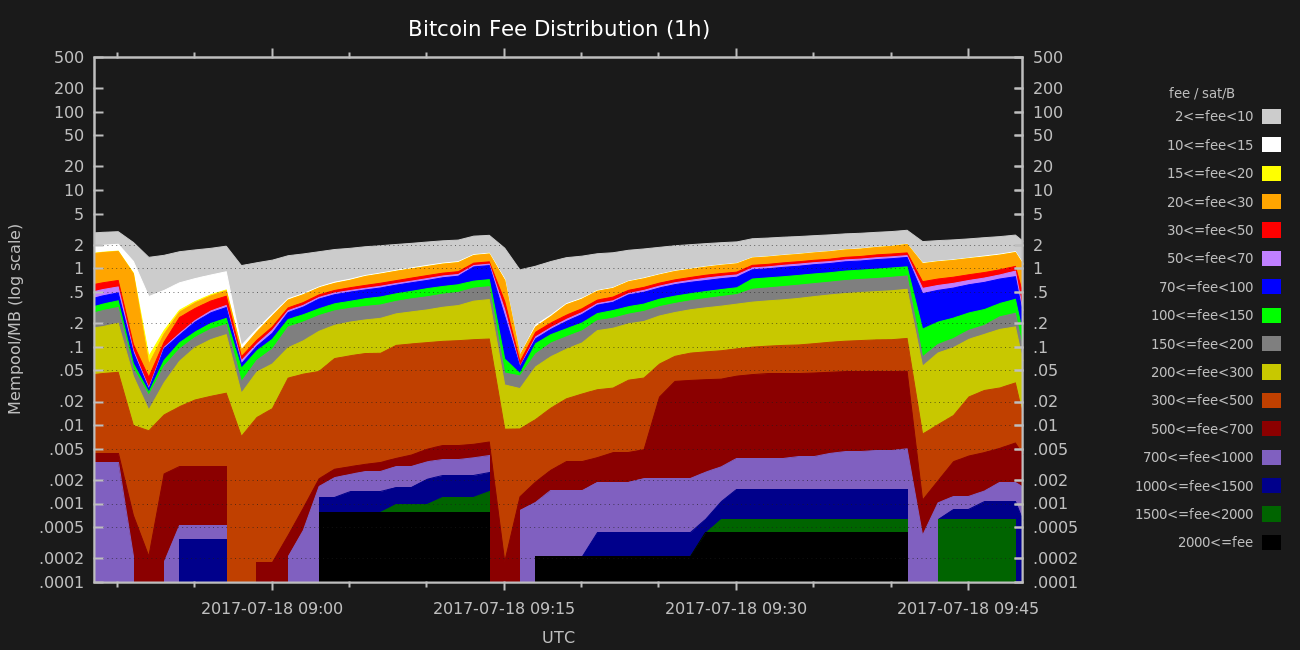 Bitcoin Fee Distribution (1h)
500 500
200 200
100 100
50 50
20 20
10 10
5 5
2 2
1 1
.5 .5
.2 .2
.1 .1
.05 .05
.02 .02
.01 .01
.005 .005
.002 .002
.001 .001
.0005 .0005
.0002 .0002
.0001 .0001
Mempool/MB (log scale)
2017-07-18 09:00 2017-07-18 09:15 2017-07-18 09:30 2017-07-18 09:45
UTC
fee / sat/B
2<=fee<10
10<=fee<15
15<=fee<20
20<=fee<30
30<=fee<50
50<=fee<70
70<=fee<100
100<=fee<150
150<=fee<200
200<=fee<300
300<=fee<500
500<=fee<700
700<=fee<1000
1000<=fee<1500
1500<=fee<2000
2000<=fee